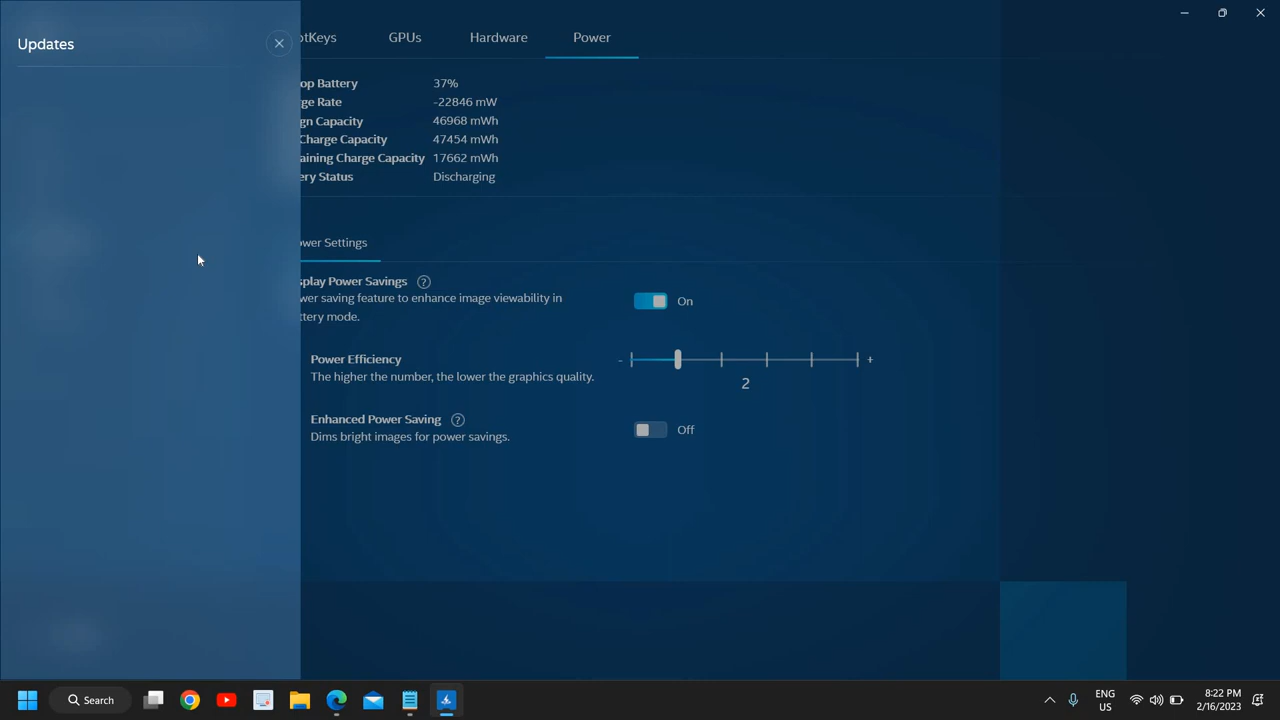 Updates
otKeys GPUs Hardware Power
op Battery 37%
ge Rate -22846 mW
gn Capacity 46968 mWh
Charge Capacity 47454 mWh
aining Charge Capacity 17662 mWh
ery Status Discharging
ower Settings
splay Power Savings ?
wer saving feature to enhance image viewability in
ttery mode.
On
Power Efficiency
The higher the number, the lower the graphics quality.
- +
2
Enhanced Power Saving ?
Dims bright images for power savings.
Off
Search
ENG
US
8:22 PM
2/16/2023